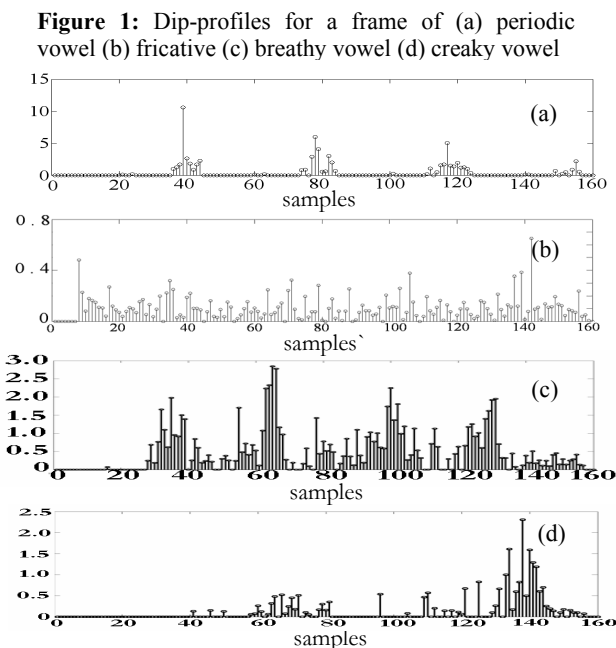 Figure 1: Dip-profiles for a frame of (a) periodic
vowel (b) fricative (c) breathy vowel (d) creaky vowel
15
10
5
0
(a)
0 20 40 60 80 100 120 140 160
samples
0.8
0.4
0
(b)
0 20 40 60 80 100 120 140 160
samples`
3.0
2.5
2.0
1.5
1.0
0.5
0
(c)
0 20 40 60 80 100 120 140 160
samples
2.5
2.0
1.5
1.0
0.5
0.0
(d)
0 20 40 60 80 100 120 140 160
samples